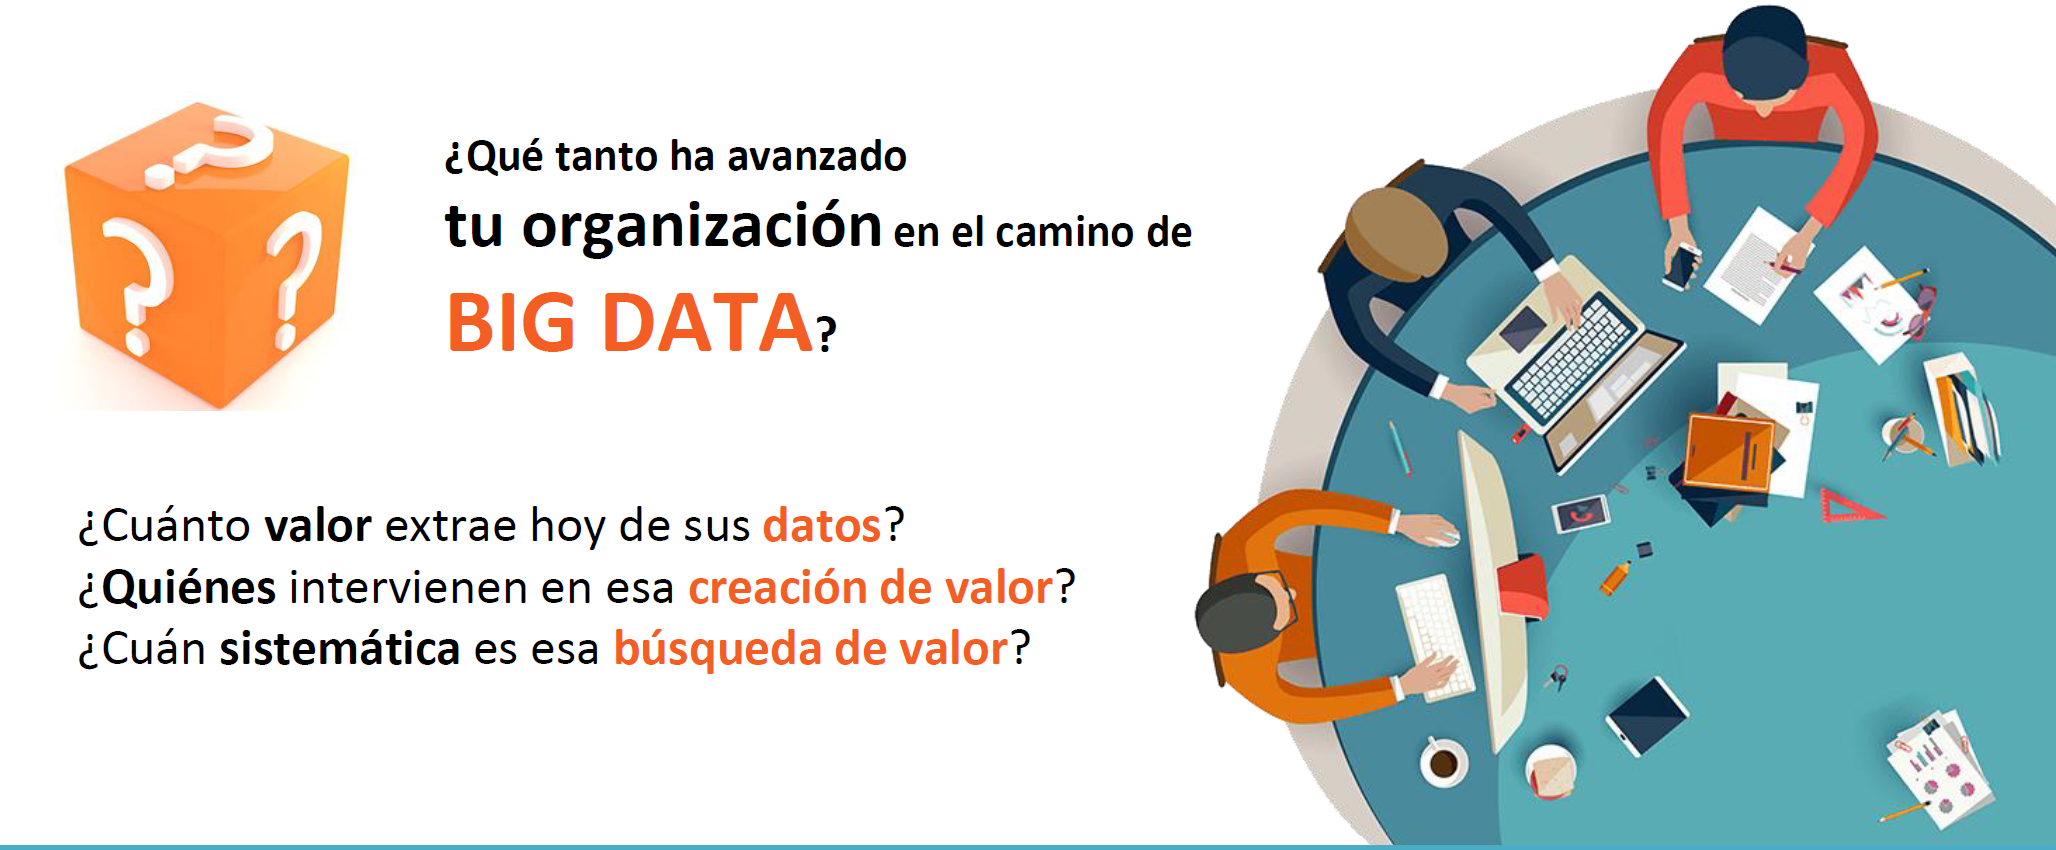 ¿Qué tanto ha avanzado
tu organización en el camino de
BIG DATA?
¿Cuánto valor extrae hoy de sus datos?
¿Quiénes intervienen en esa creación de valor?
¿Cuán sistemática es esa búsqueda de valor?